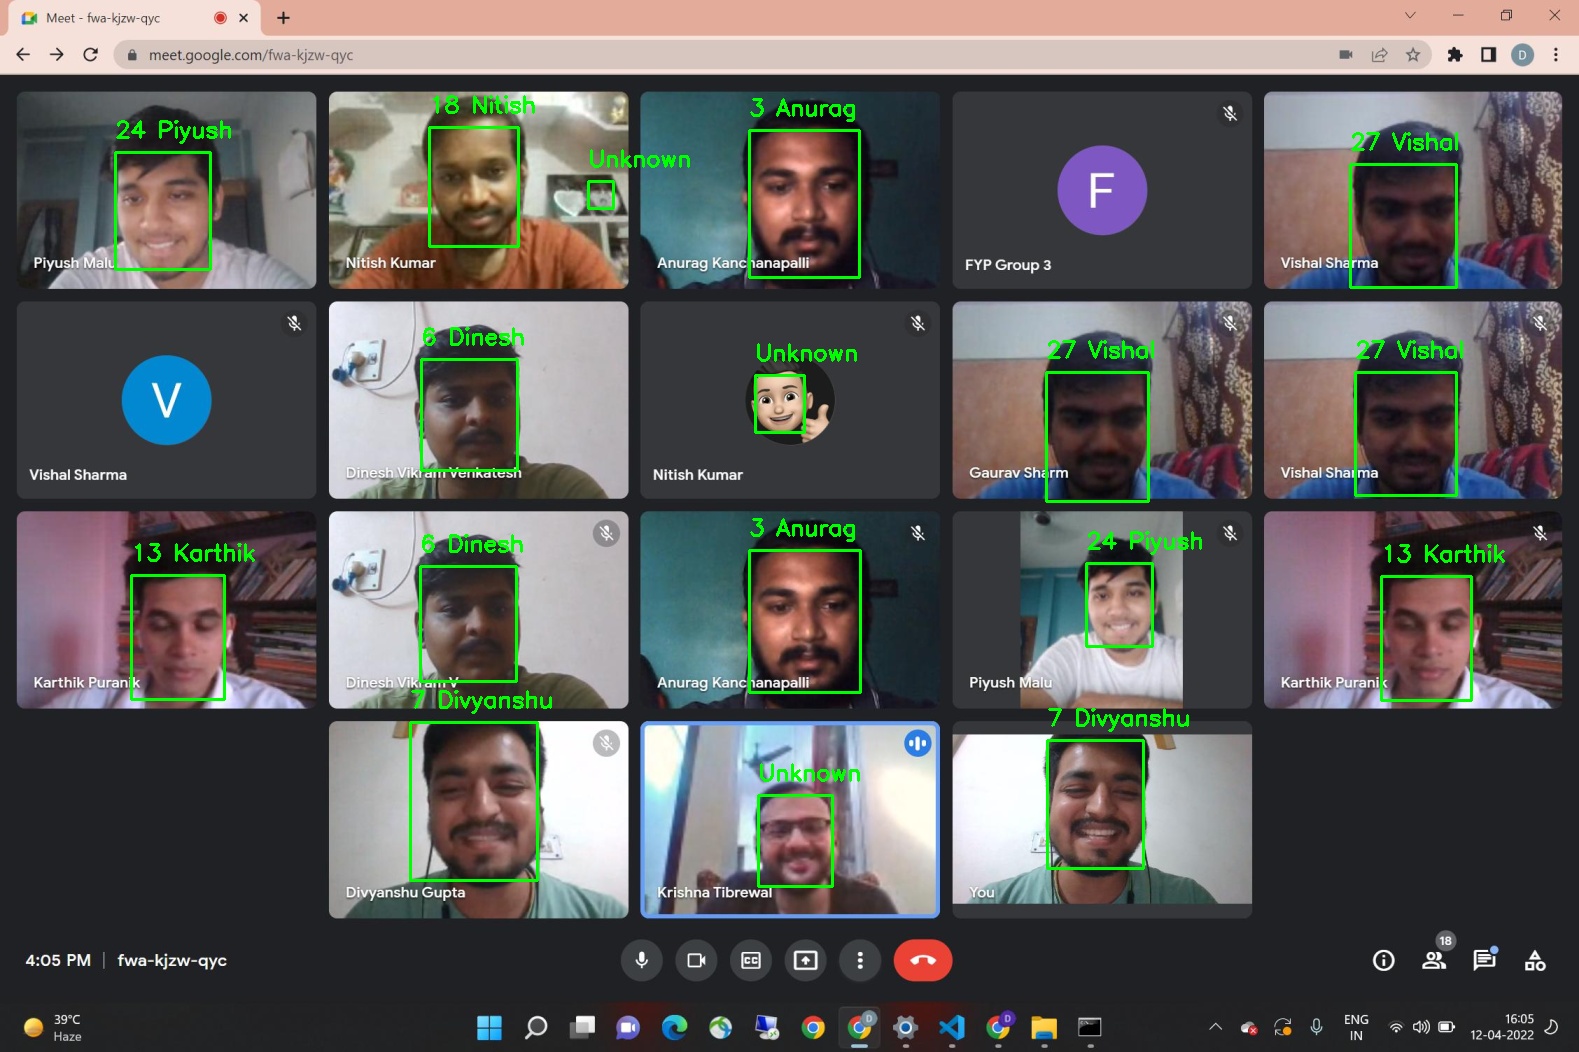 Meet - fwa-kjzw-qyc
meet.google.com/fwa-kjzw-qyc
D
24 Piyush
Piyush Malu
18 Nitish
Unknown
Nitish Kumar
3 Anurag
Anurag Kanchanapalli
F
FYP Group 3
27 Vishal
Vishal Sharma
V
Vishal Sharma
6 Dinesh
Dinesh Vikram Venkatesh
Unknown
Nitish Kumar
27 Vishal
Gaurav Sharm
27 Vishal
Vishal Sharma
13 Karthik
Karthik Puranik
6 Dinesh
Dinesh Vikram V
3 Anurag
Anurag Kanchanapalli
24 Piyush
Piyush Malu
13 Karthik
Karthik Puranik
7 Divyanshu
Divyanshu Gupta
Unknown
Krishna Tibrewal
7 Divyanshu
You
4:05 PM | fwa-kjzw-qyc
CC
18
39°C
Haze
D
D
ENG
IN
16:05
12-04-2022